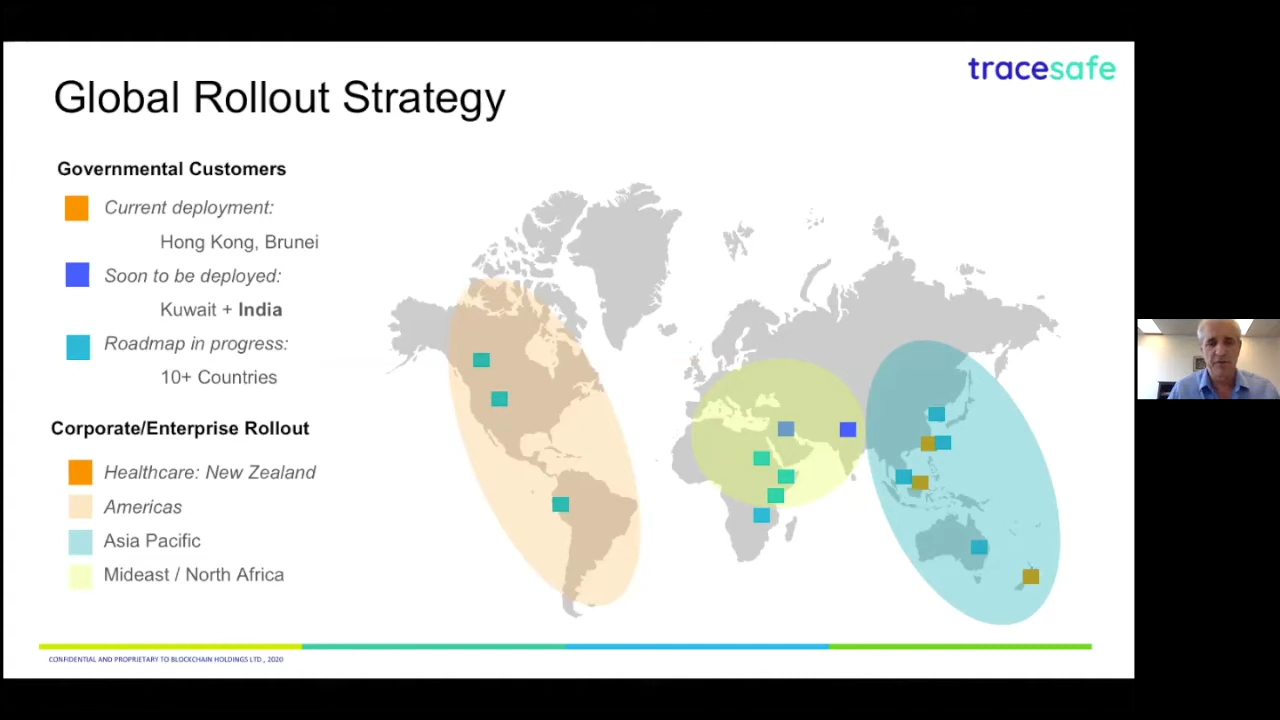 tracesafe
Global Rollout Strategy
Governmental Customers
Current deployment:
Hong Kong, Brunei
Soon to be deployed:
Kuwait + India
Roadmap in progress:
10+ Countries
Corporate/Enterprise Rollout
Healthcare: New Zealand
Americas
Asia Pacific
Mideast / North Africa
CONFIDENTIAL AND PROPRIETARY TO BLOCKCHAIN HOLDINGS LTD., 2020